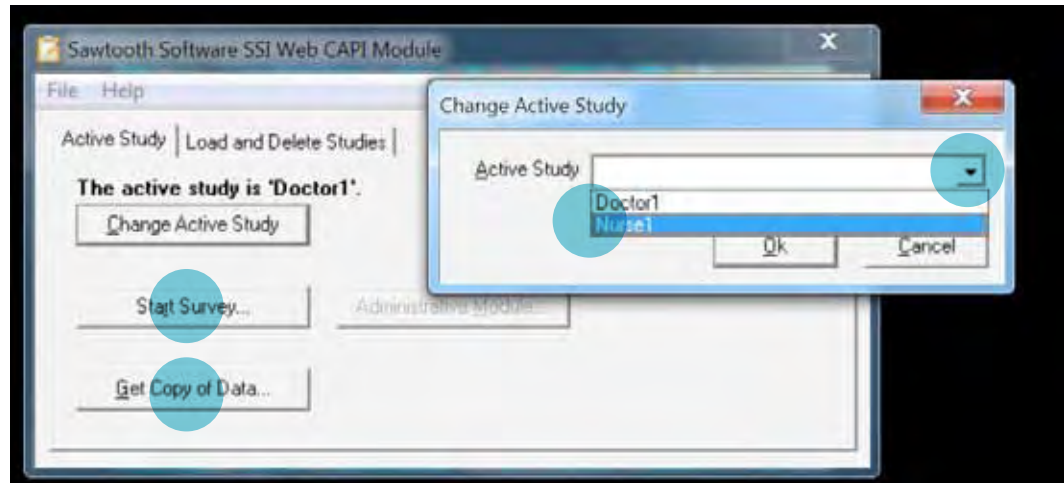 Sawtooth Software SSI Web CAPI Module
File Help
Active Study Load and Delete Studies
The active study is 'Doctor1'.
Change Active Study
Start Survey...
Administrative Module...
Get Copy of Data...
Change Active Study
Active Study
Doctor1
Nurse1
Ok Cancel